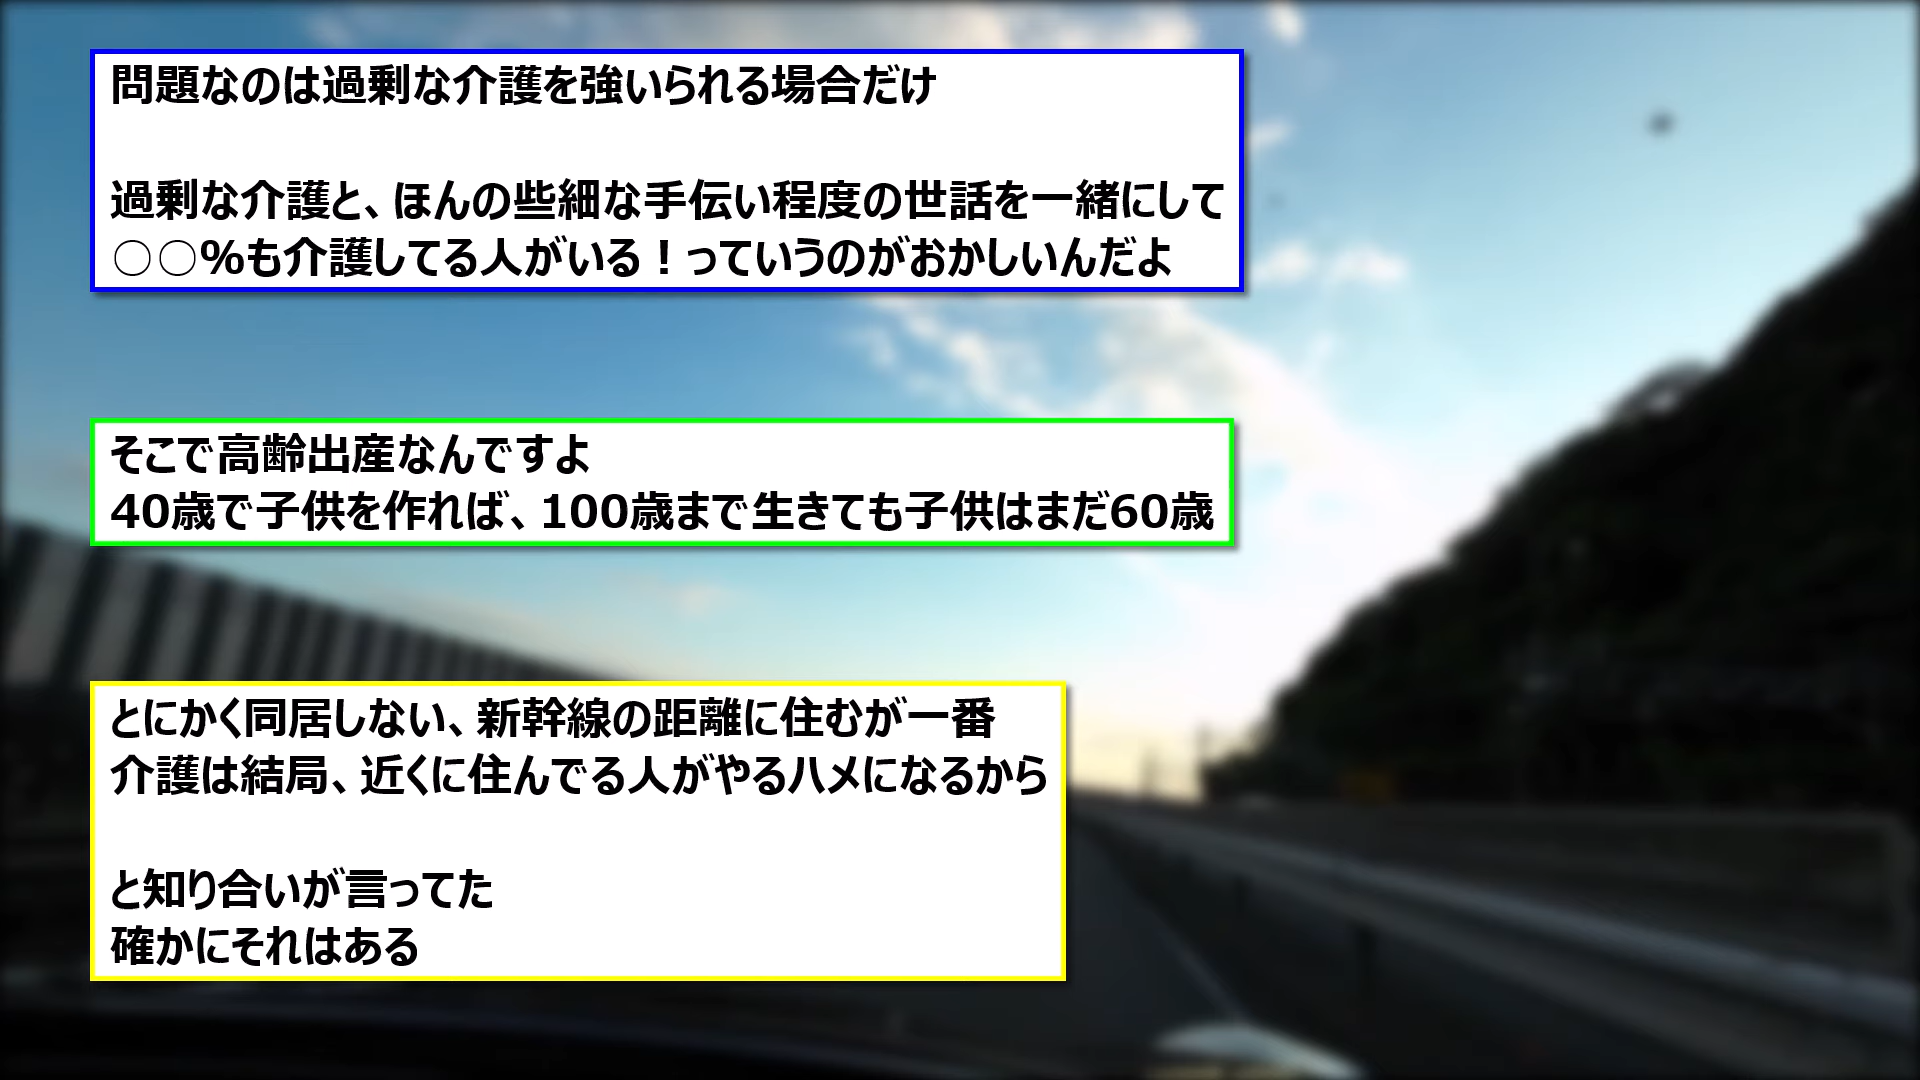 問題なのは過剰な介護を強いられる場合だけ
過剰な介護と、ほんの些細な手伝い程度の世話を一緒にして
○○%も介護してる人がいる！っていうのがおかしいんだよ
そこで高齢出産なんですよ
40歳で子供を作れば、100歳まで生きても子供はまだ60歳
とにかく同居しない、新幹線の距離に住むが一番
介護は結局、近くに住んでる人がやるハメになるから
と知り合いが言ってた
確かにそれはある